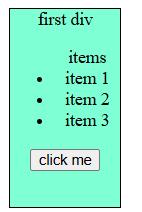 first div
items
item 1
item 2
item 3
click me